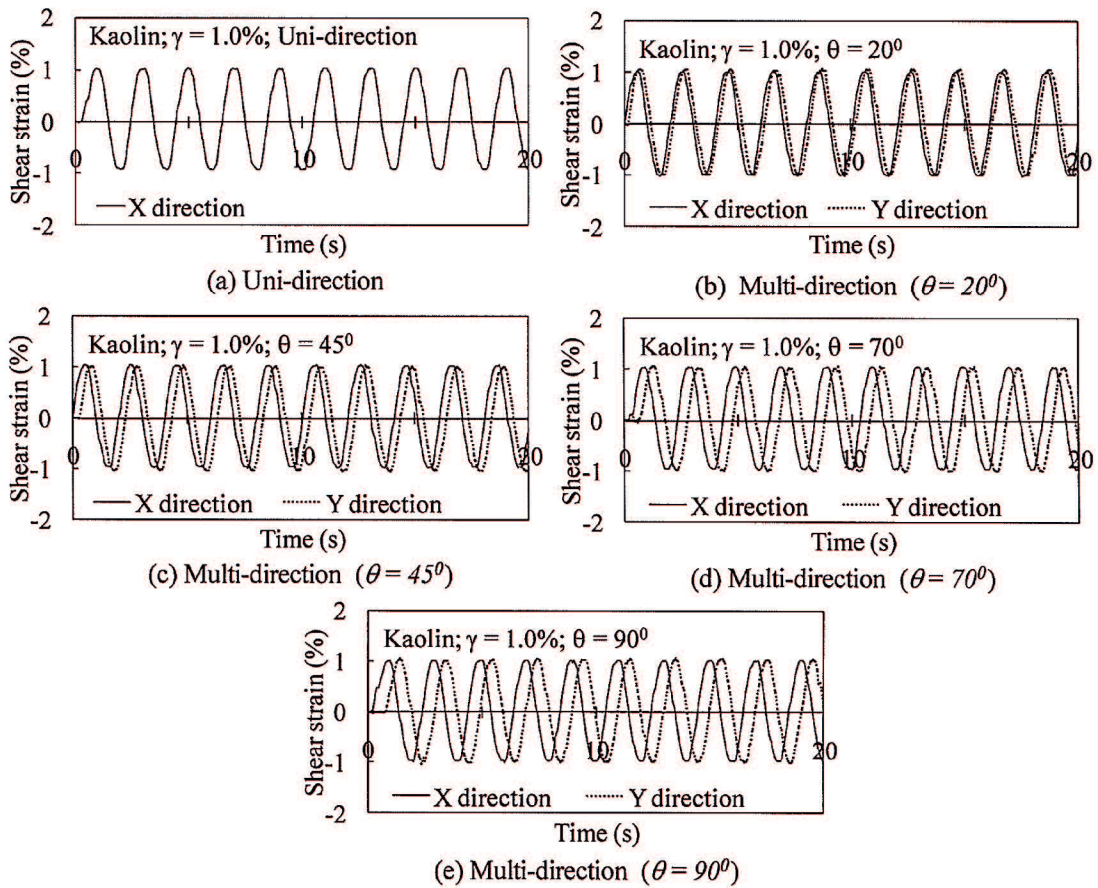 2
Kaolin; γ = 1.0%; Uni-direction
1
0
-1
-2
Shear strain (%)
0
10
20
X direction
Time (s)
(a) Uni-direction
2
Kaolin; γ = 1.0%; θ = 20⁰
1
0
-1
-2
Shear strain (%)
0
10
20
X direction Y direction
Time (s)
(b) Multi-direction (θ = 20⁰)
2
Kaolin; γ = 1.0%; θ = 45⁰
1
0
-1
-2
Shear strain (%)
0
10
20
X direction Y direction
Time (s)
(c) Multi-direction (θ = 45⁰)
2
Kaolin; γ = 1.0%; θ = 70⁰
1
0
-1
-2
Shear strain (%)
0
10
20
X direction Y direction
Time (s)
(d) Multi-direction (θ = 70⁰)
2
Kaolin; γ = 1.0%; θ = 90⁰
1
0
-1
-2
Shear strain (%)
0
10
20
X direction Y direction
Time (s)
(e) Multi-direction (θ = 90⁰)